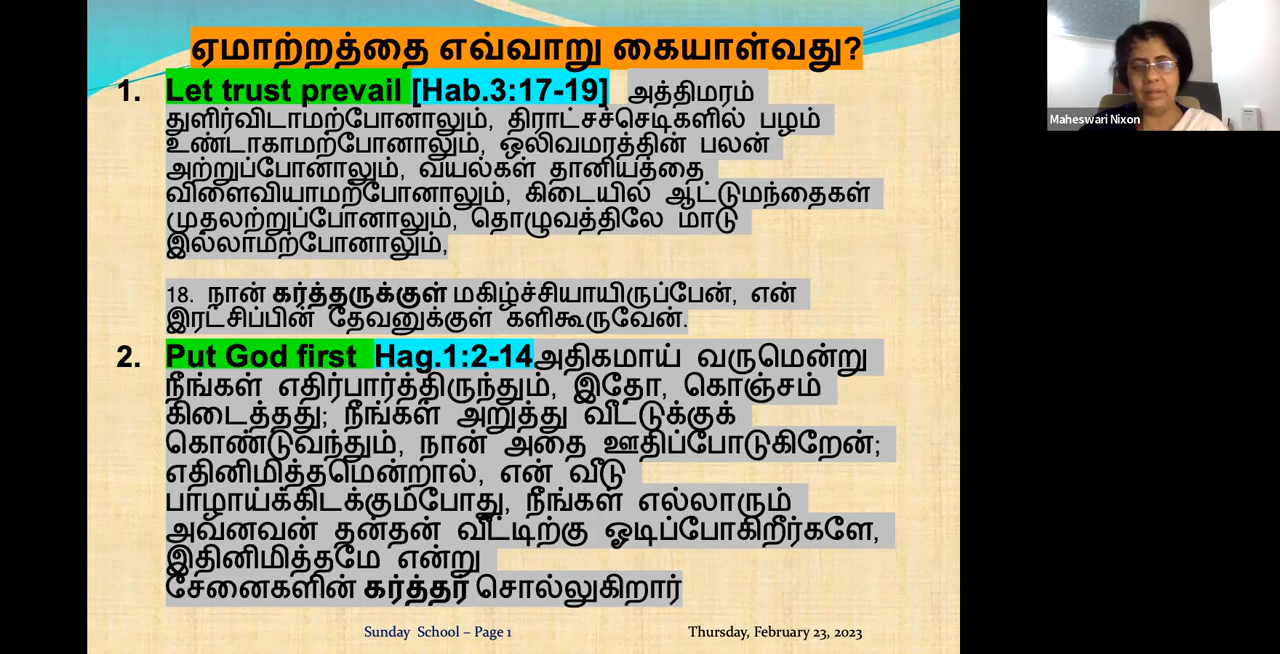 ஏமாற்றத்தை எவ்வாறு கையாள்வது?
1. Let trust prevail [Hab.3:17-19] அத்திமரம்
துளிர்விடாமற்போனாலும், திராட்சச்செடிகளில் பழம்
உண்டாகாமற்போனாலும், ஒலிவமரத்தின் பலன்
அற்றுப்போனாலும், வயல்கள் தானியத்தை
விளைவியாமற்போனாலும், கிடையில் ஆட்டுமந்தைகள்
முதலற்றுப்போனாலும், தொழுவத்திலே மாடு
இல்லாமற்போனாலும்,
18. நான் கர்த்தருக்குள் மகிழ்ச்சியாயிருப்பேன், என்
இரட்சிப்பின் தேவனுக்குள் களிகூருவேன்.
2. Put God first Hag.1:2-14அதிகமாய் வருமென்று
நீங்கள் எதிர்பார்த்திருந்தும், இதோ, கொஞ்சம்
கிடைத்தது; நீங்கள் அறுத்து வீட்டுக்குக்
கொண்டுவந்தும், நான் அதை ஊதிப்போடுகிறேன்;
எதினிமித்தமென்றால், என் வீடு
பாழாய்க்கிடக்கும்போது, நீங்கள் எல்லாரும்
அவனவன் தன்தன் வீட்டிற்கு ஓடிப்போகிறீர்களே,
இதினிமித்தமே என்று
சேனைகளின் கர்த்தர் சொல்லுகிறார்
Sunday School – Page 1 Thursday, February 23, 2023
Maheswari Nixon